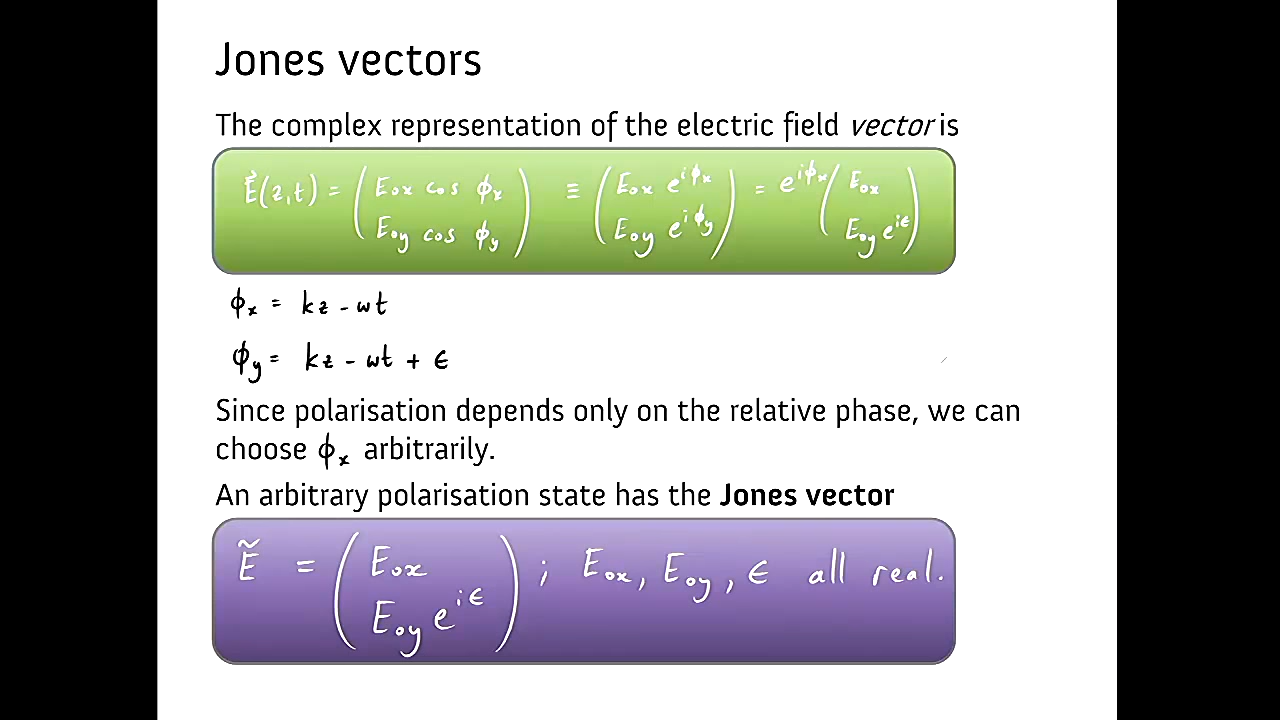 Jones vectors
The complex representation of the electric field vector is
E⃗(z,t) = ( E₀ₓ cos ϕₓ ; E₀ᵧ cos ϕᵧ ) ≡ ( E₀ₓ e^{iϕₓ} ; E₀ᵧ e^{iϕᵧ} ) = e^{iϕₓ} ( E₀ₓ ; E₀ᵧ e^{iϵ} )
ϕₓ = kz - ωt
ϕᵧ = kz - ωt + ϵ
Since polarisation depends only on the relative phase, we can
choose ϕₓ arbitrarily.
An arbitrary polarisation state has the Jones vector
Ẽ = ( E₀ₓ ; E₀ᵧ e^{iϵ} ) ; E₀ₓ, E₀ᵧ, ϵ all real.